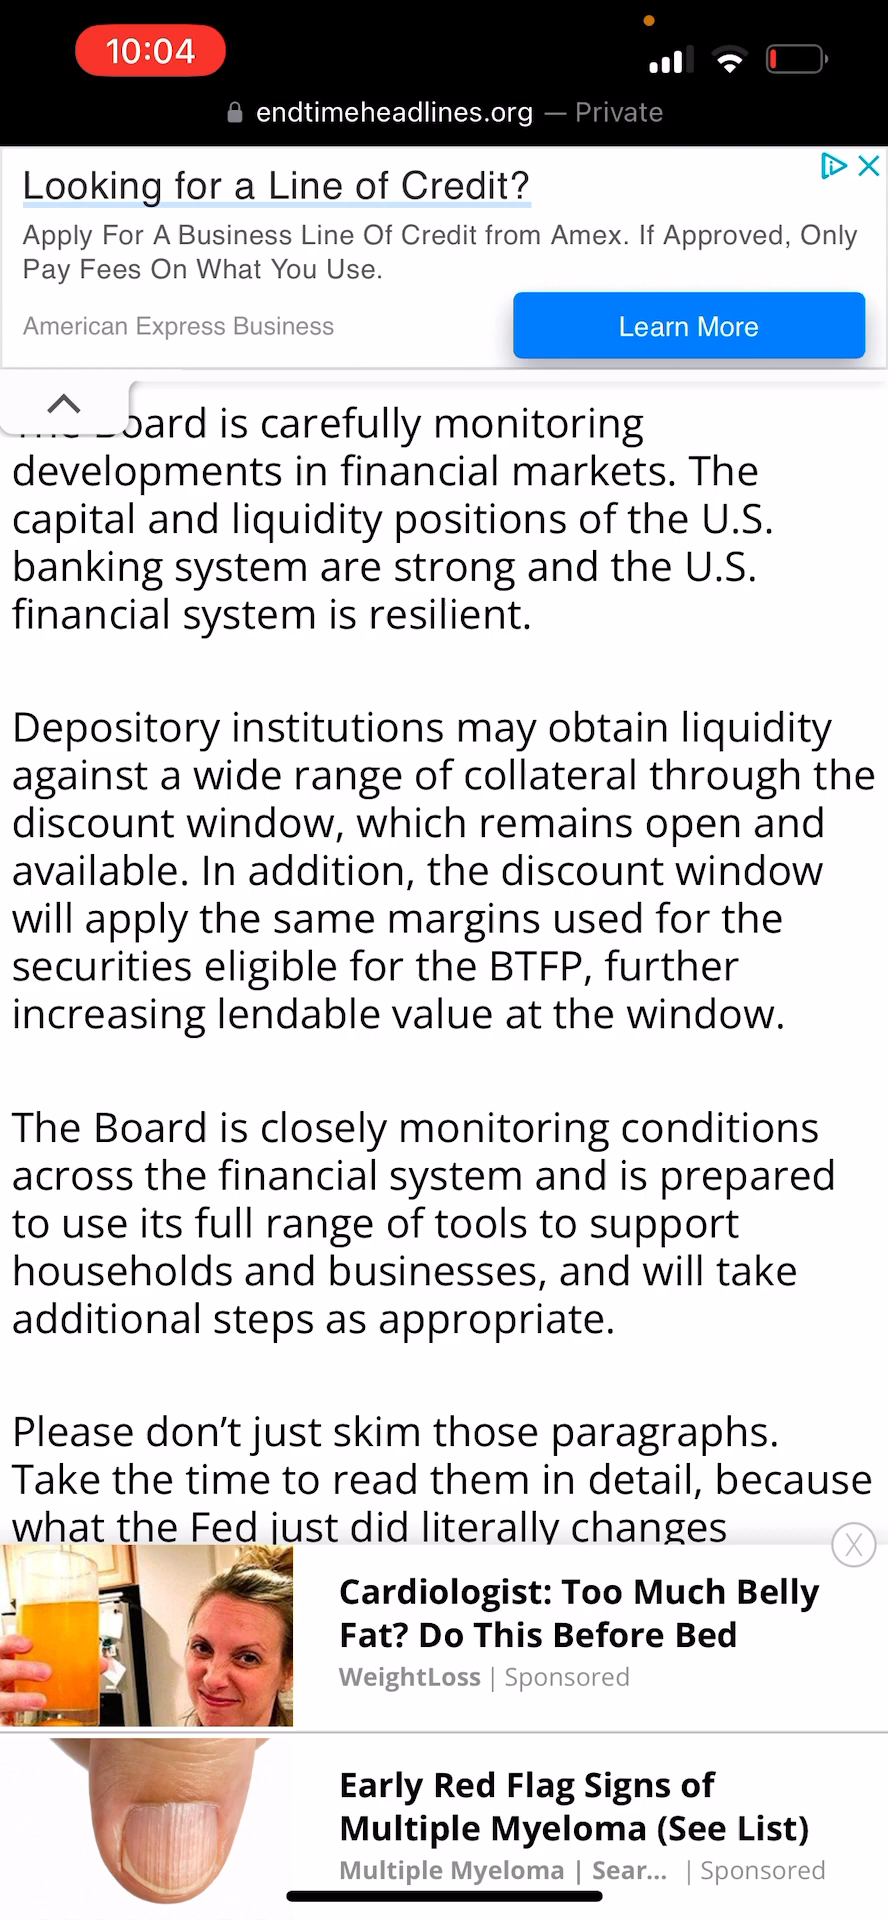 10:04
endtimeheadlines.org — Private
Looking for a Line of Credit?
Apply For A Business Line Of Credit from Amex. If Approved, Only
Pay Fees On What You Use.
American Express Business
Learn More
Board is carefully monitoring
developments in financial markets. The
capital and liquidity positions of the U.S.
banking system are strong and the U.S.
financial system is resilient.
Depository institutions may obtain liquidity
against a wide range of collateral through the
discount window, which remains open and
available. In addition, the discount window
will apply the same margins used for the
securities eligible for the BTFP, further
increasing lendable value at the window.
The Board is closely monitoring conditions
across the financial system and is prepared
to use its full range of tools to support
households and businesses, and will take
additional steps as appropriate.
Please don’t just skim those paragraphs.
Take the time to read them in detail, because
what the Fed just did literally changes
X
Cardiologist: Too Much Belly
Fat? Do This Before Bed
WeightLoss | Sponsored
Early Red Flag Signs of
Multiple Myeloma (See List)
Multiple Myeloma | Sear... | Sponsored